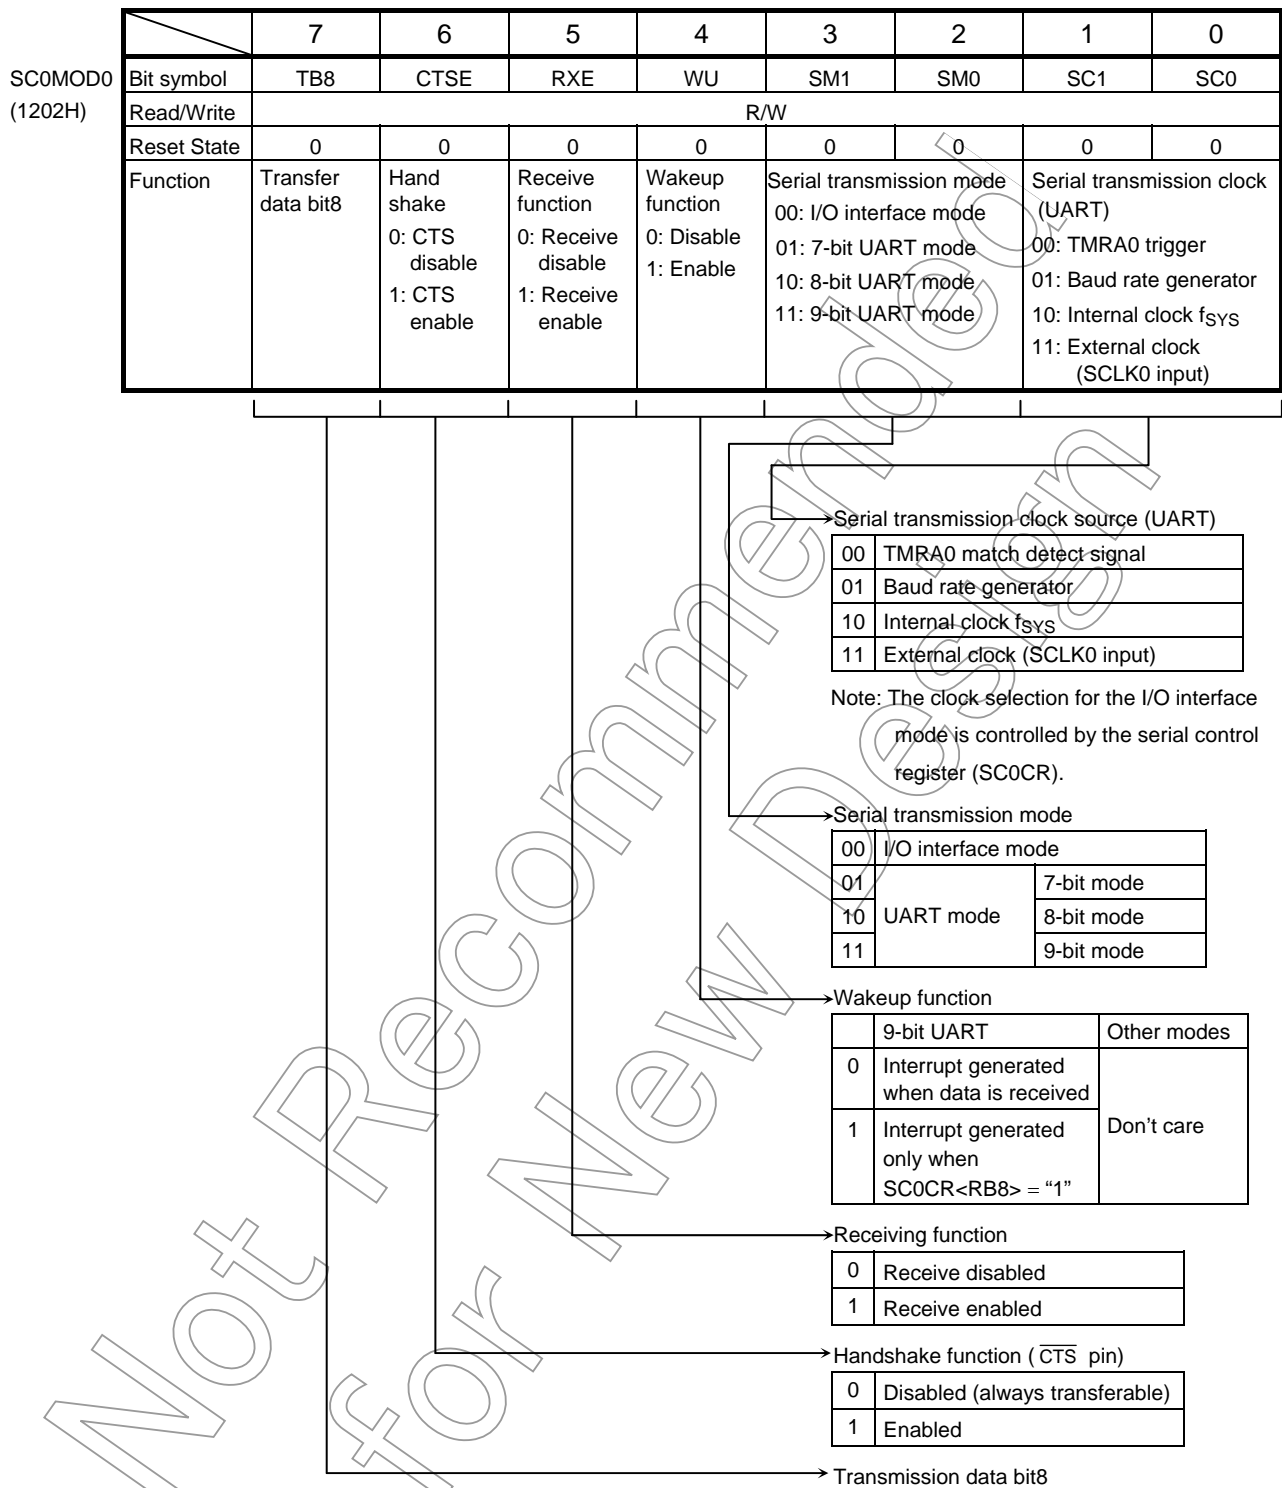 7 6 5 4 3 2 1 0
SC0MOD0 Bit symbol TB8 CTSE RXE WU SM1 SM0 SC1 SC0
(1202H) Read/Write R/W
Reset State 0 0 0 0 0 0 0 0
Function
Transfer
data bit8
Hand
shake
0: CTS
disable
1: CTS
enable
Receive
function
0: Receive
disable
1: Receive
enable
Wakeup
function
0: Disable
1: Enable
Serial transmission mode
00: I/O interface mode
01: 7-bit UART mode
10: 8-bit UART mode
11: 9-bit UART mode
Serial transmission clock
(UART)
00: TMRA0 trigger
01: Baud rate generator
10: Internal clock fSYS
11: External clock
(SCLK0 input)
Serial transmission clock source (UART)
00 TMRA0 match detect signal
01 Baud rate generator
10 Internal clock fSYS
11 External clock (SCLK0 input)
Note: The clock selection for the I/O interface
mode is controlled by the serial control
register (SC0CR).
Serial transmission mode
00 I/O interface mode
01 7-bit mode
10 UART mode 8-bit mode
11 9-bit mode
Wakeup function
9-bit UART Other modes
0 Interrupt generated
when data is received
Don't care
1 Interrupt generated
only when
SC0CR<RB8> = “1”
Receiving function
0 Receive disabled
1 Receive enabled
Handshake function ( CTS pin)
0 Disabled (always transferable)
1 Enabled
Transmission data bit8
Not Recommended
for New Design